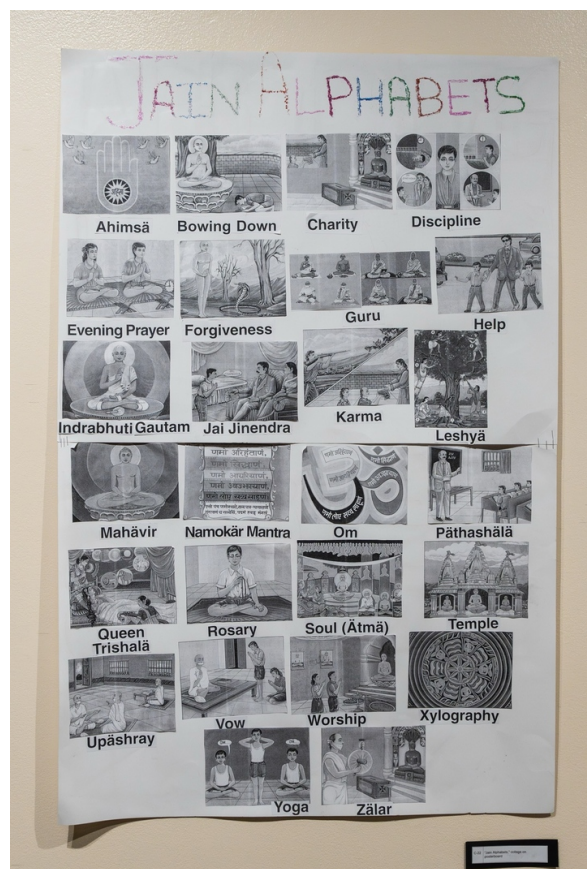 JAIN ALPHABETS
Ahimsä
Bowing Down
Charity
Discipline
Evening Prayer
Forgiveness
Guru
Help
Indrabhuti Gautam
Jai Jinendra
Karma
Leshyä
Mahävir
Namokär Mantra
Om
Päthashälä
Queen
Trishalä
Rosary
Soul (Ätmä)
Temple
Upäshray
Vow
Worship
Xylography
Yoga
Zälar